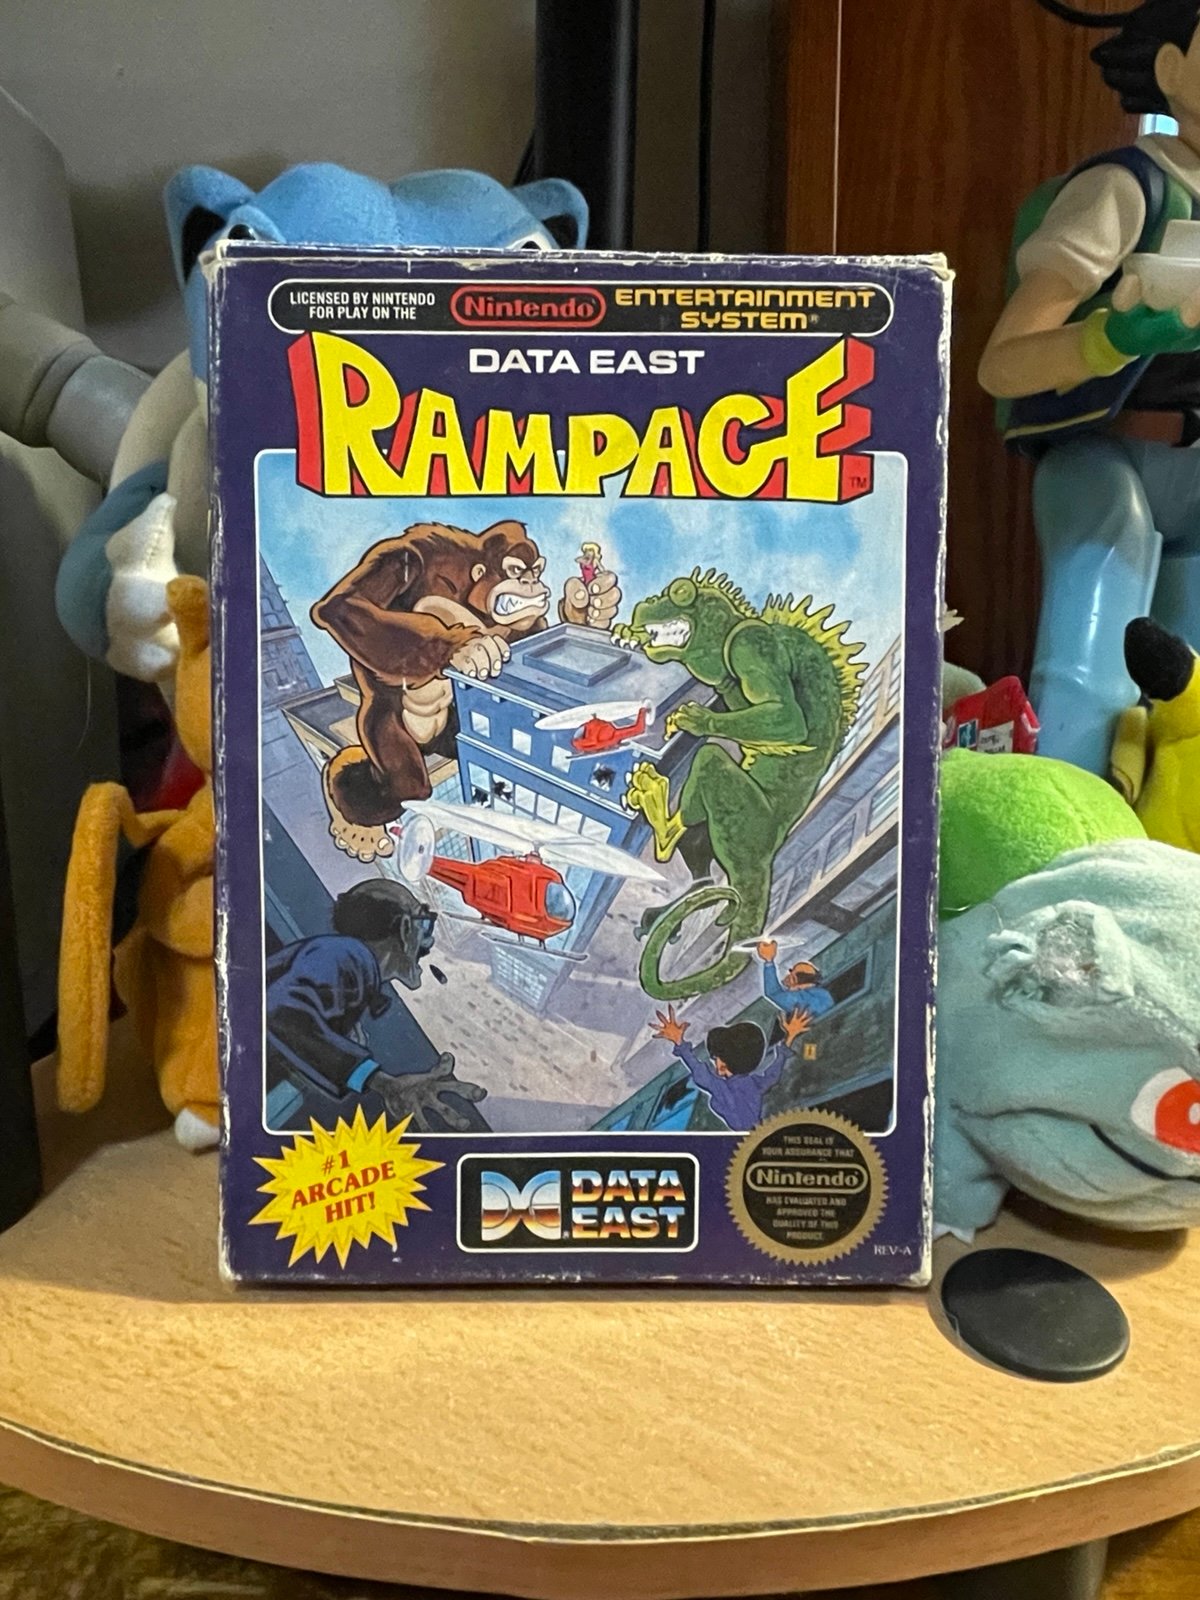 LICENSED BY NINTENDO
FOR PLAY ON THE
Nintendo®
ENTERTAINMENT
SYSTEM®
DATA EAST
RAMPAGE
TM
#1
ARCADE
HIT!
DATA
EAST
THIS SEAL IS
YOUR ASSURANCE THAT
Nintendo
HAS EVALUATED AND
APPROVED THE
QUALITY OF THIS
PRODUCT.
REV-A